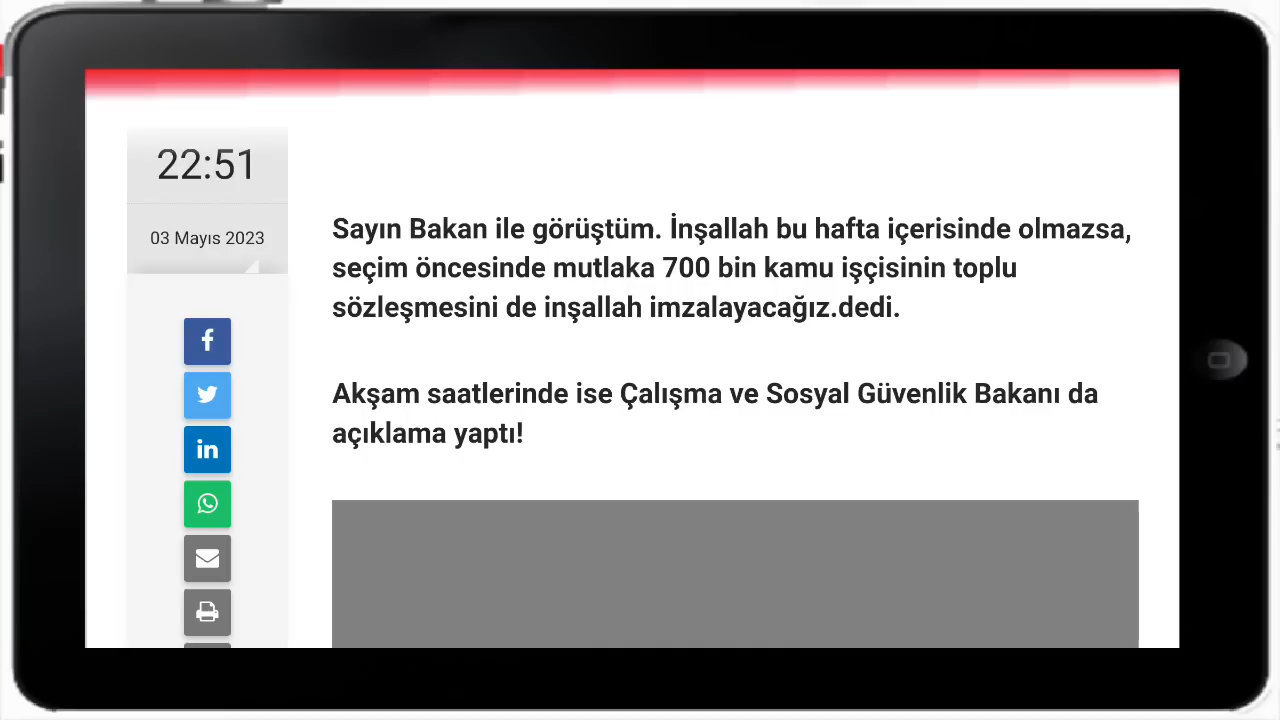 22:51
03 Mayıs 2023
Sayın Bakan ile görüştüm. İnşallah bu hafta içerisinde olmazsa,
seçim öncesinde mutlaka 700 bin kamu işçisinin toplu
sözleşmesini de inşallah imzalayacağız.dedi.
Akşam saatlerinde ise Çalışma ve Sosyal Güvenlik Bakanı da
açıklama yaptı!